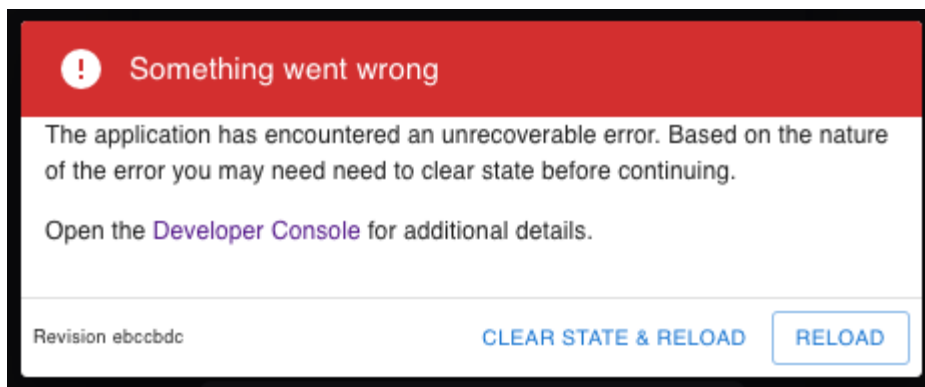 Something went wrong
The application has encountered an unrecoverable error. Based on the nature
of the error you may need need to clear state before continuing.
Open the Developer Console for additional details.
Revision ebccbdc
CLEAR STATE & RELOAD
RELOAD